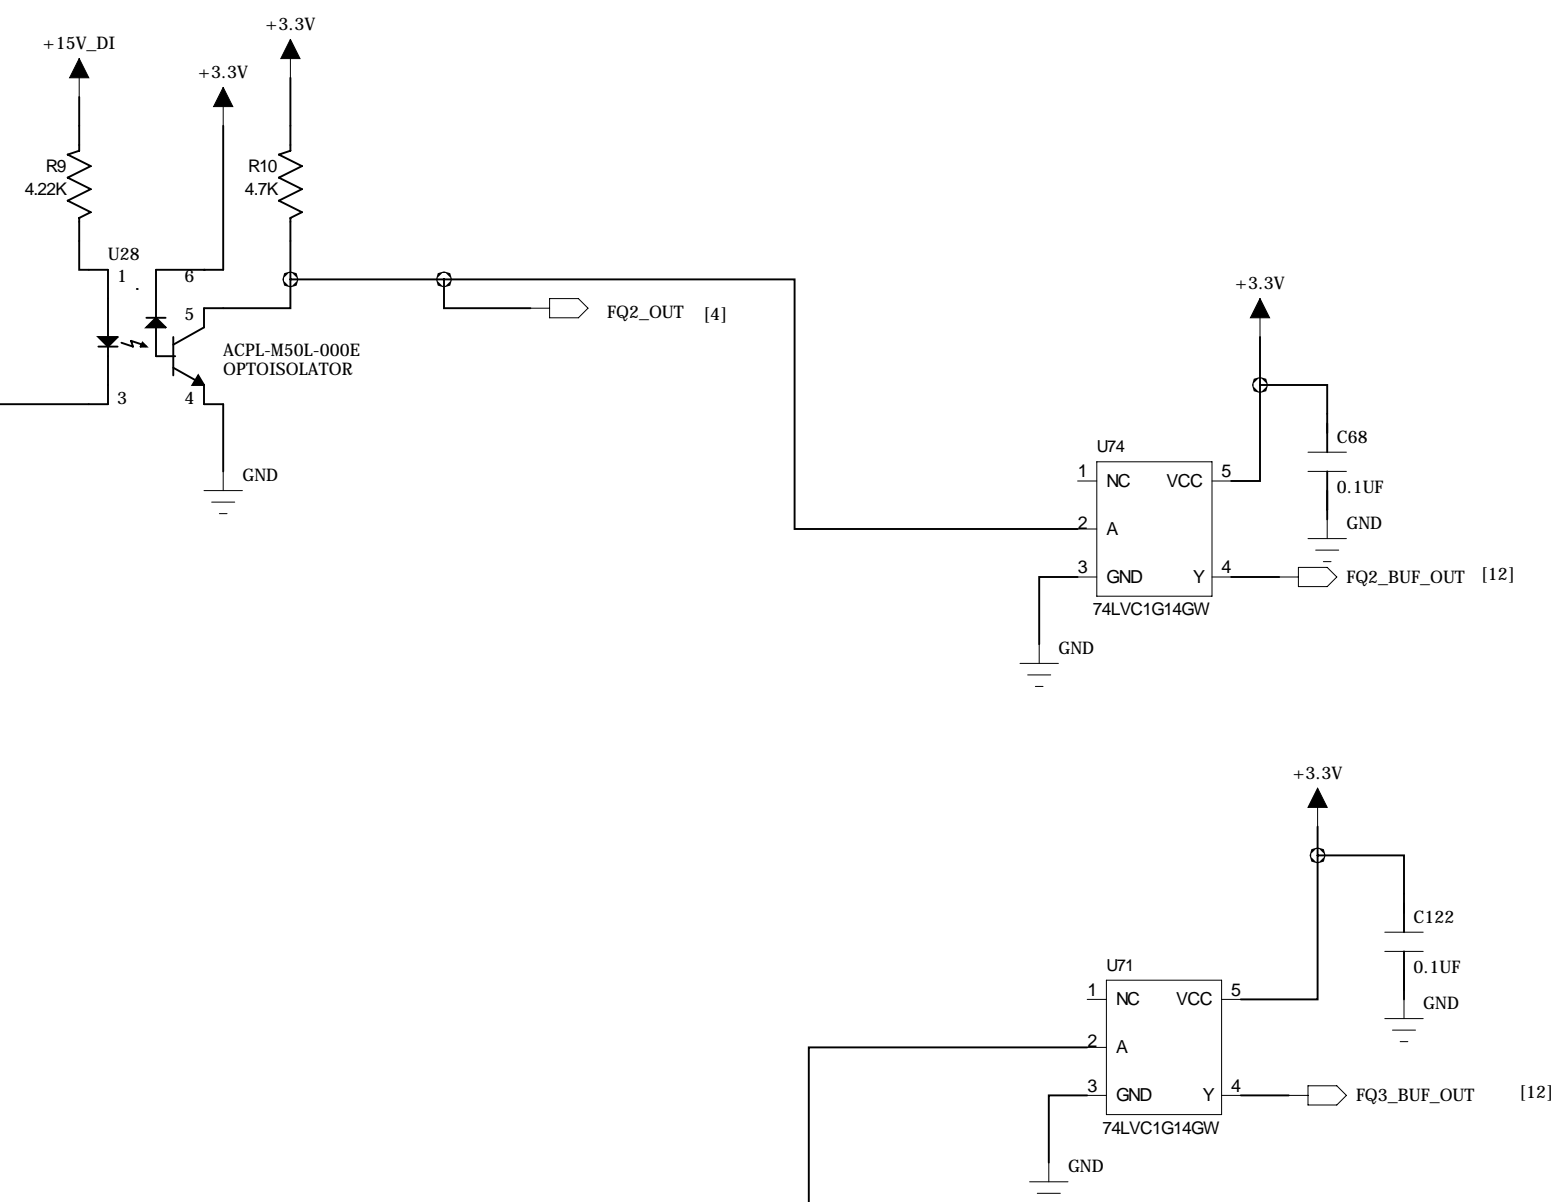 +3.3V
+15V_DI
+3.3V
R9
4.22K
R10
4.7K
U28
1
6
5
FQ2_OUT [4]
ACPL-M50L-000E
OPTOISOLATOR
3
4
GND
+3.3V
C68
0.1UF
GND
U74
1 NC VCC 5
2 A
3 GND Y 4
74LVC1G14GW
FQ2_BUF_OUT [12]
GND
+3.3V
C122
0.1UF
GND
U71
1 NC VCC 5
2 A
3 GND Y 4
74LVC1G14GW
FQ3_BUF_OUT [12]
GND